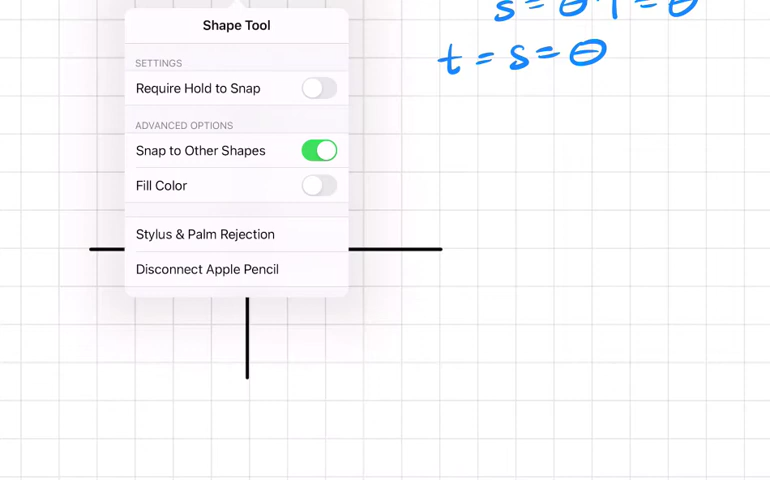 s = θ · r = θ
t = s = θ
Shape Tool
SETTINGS
Require Hold to Snap
ADVANCED OPTIONS
Snap to Other Shapes
Fill Color
Stylus & Palm Rejection
Disconnect Apple Pencil